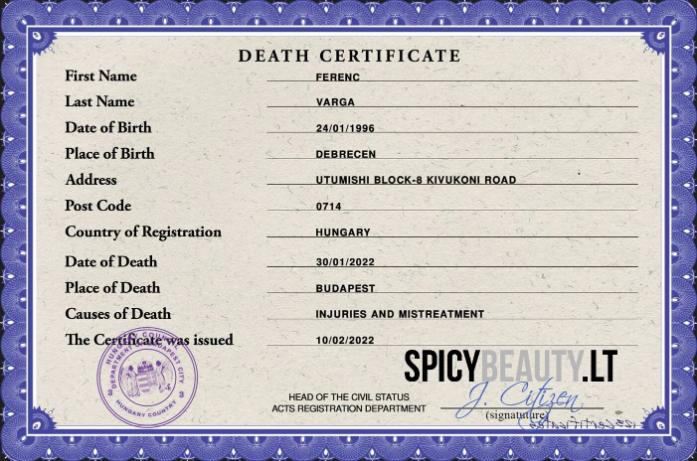 DEATH CERTIFICATE
First Name FERENC
Last Name VARGA
Date of Birth 24/01/1996
Place of Birth DEBRECEN
Address UTUMISHI BLOCK-8 KIVUKONI ROAD
Post Code 0714
Country of Registration HUNGARY
Date of Death 30/01/2022
Place of Death BUDAPEST
Causes of Death INJURIES AND MISTREATMENT
The Certificate was issued 10/02/2022
HUNGARY COUNCIL
DEPARTMENT BUDAPEST CITY
HUNGARY COUNTRY
SPICYBEAUTY.LT
HEAD OF THE CIVIL STATUS
ACTS REGISTRATION DEPARTMENT
J. Citizen
(signatuture)